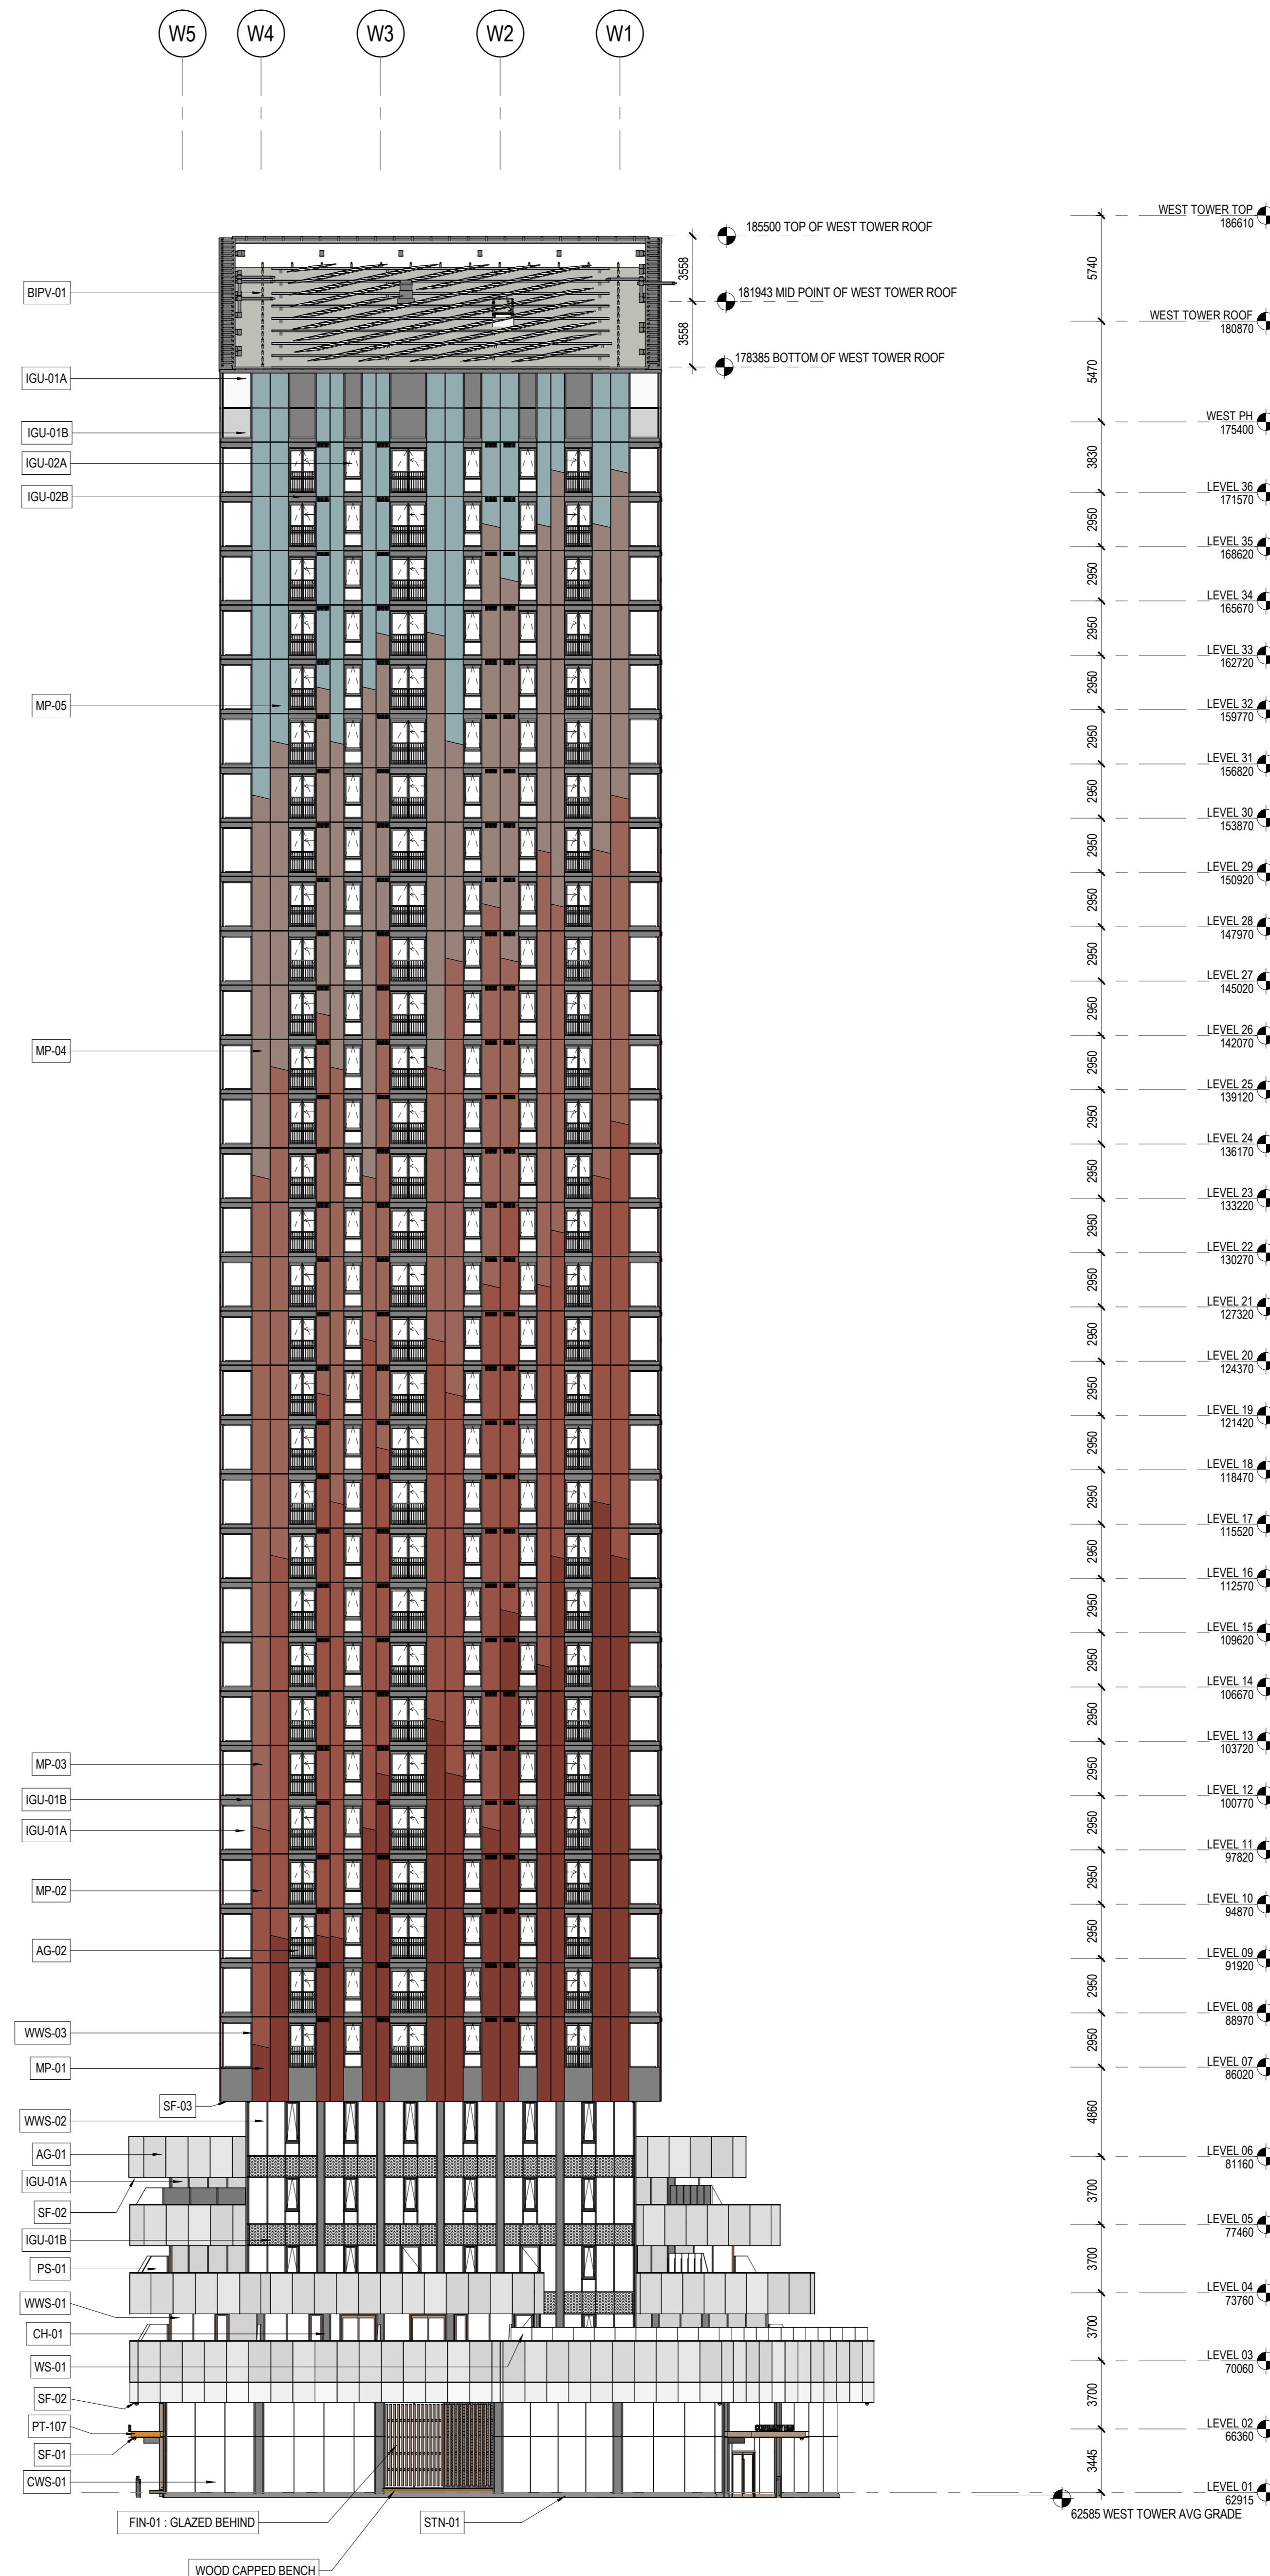 W5
W4
W3
W2
W1
WEST TOWER TOP
186610
185500 TOP OF WEST TOWER ROOF
5740
3558
BIPV-01
181943 MID POINT OF WEST TOWER ROOF
WEST TOWER ROOF
180870
3558
178385 BOTTOM OF WEST TOWER ROOF
5470
IGU-01A
WEST PH
175400
IGU-01B
3830
IGU-02A
LEVEL 36
171570
IGU-02B
2950
LEVEL 35
168620
2950
LEVEL 34
165670
2950
LEVEL 33
162720
2950
MP-05
LEVEL 32
159770
2950
LEVEL 31
156820
2950
LEVEL 30
153870
2950
LEVEL 29
150920
2950
LEVEL 28
147970
2950
LEVEL 27
145020
2950
LEVEL 26
142070
MP-04
2950
LEVEL 25
139120
2950
LEVEL 24
136170
2950
LEVEL 23
133220
2950
LEVEL 22
130270
2950
LEVEL 21
127320
2950
LEVEL 20
124370
2950
LEVEL 19
121420
2950
LEVEL 18
118470
2950
LEVEL 17
115520
2950
LEVEL 16
112570
2950
LEVEL 15
109620
2950
LEVEL 14
106670
2950
LEVEL 13
103720
MP-03
2950
LEVEL 12
100770
IGU-01B
2950
IGU-01A
LEVEL 11
97820
2950
MP-02
LEVEL 10
94870
2950
AG-02
LEVEL 09
91920
2950
LEVEL 08
88970
WWS-03
2950
MP-01
LEVEL 07
86020
SF-03
4860
WWS-02
AG-01
LEVEL 06
81160
IGU-01A
3700
SF-02
LEVEL 05
77460
IGU-01B
3700
PS-01
LEVEL 04
73760
WWS-01
3700
CH-01
LEVEL 03
70060
WS-01
3700
SF-02
LEVEL 02
66360
PT-107
SF-01
3445
CWS-01
LEVEL 01
62915
62585 WEST TOWER AVG GRADE
FIN-01 : GLAZED BEHIND
STN-01
WOOD CAPPED BENCH